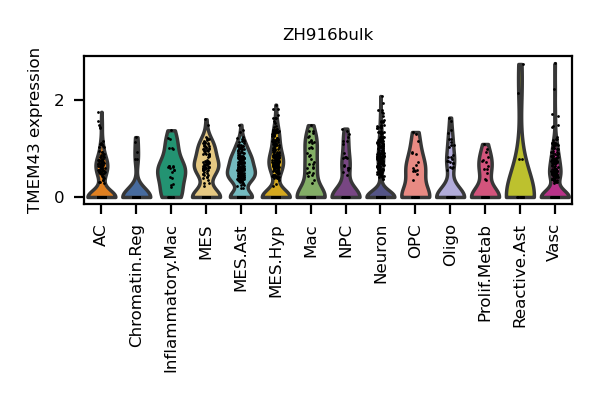 ZH916bulk
TMEM43 expression
2
0
AC
Chromatin.Reg
Inflammatory.Mac
MES
MES.Ast
MES.Hyp
Mac
NPC
Neuron
OPC
Oligo
Prolif.Metab
Reactive.Ast
Vasc